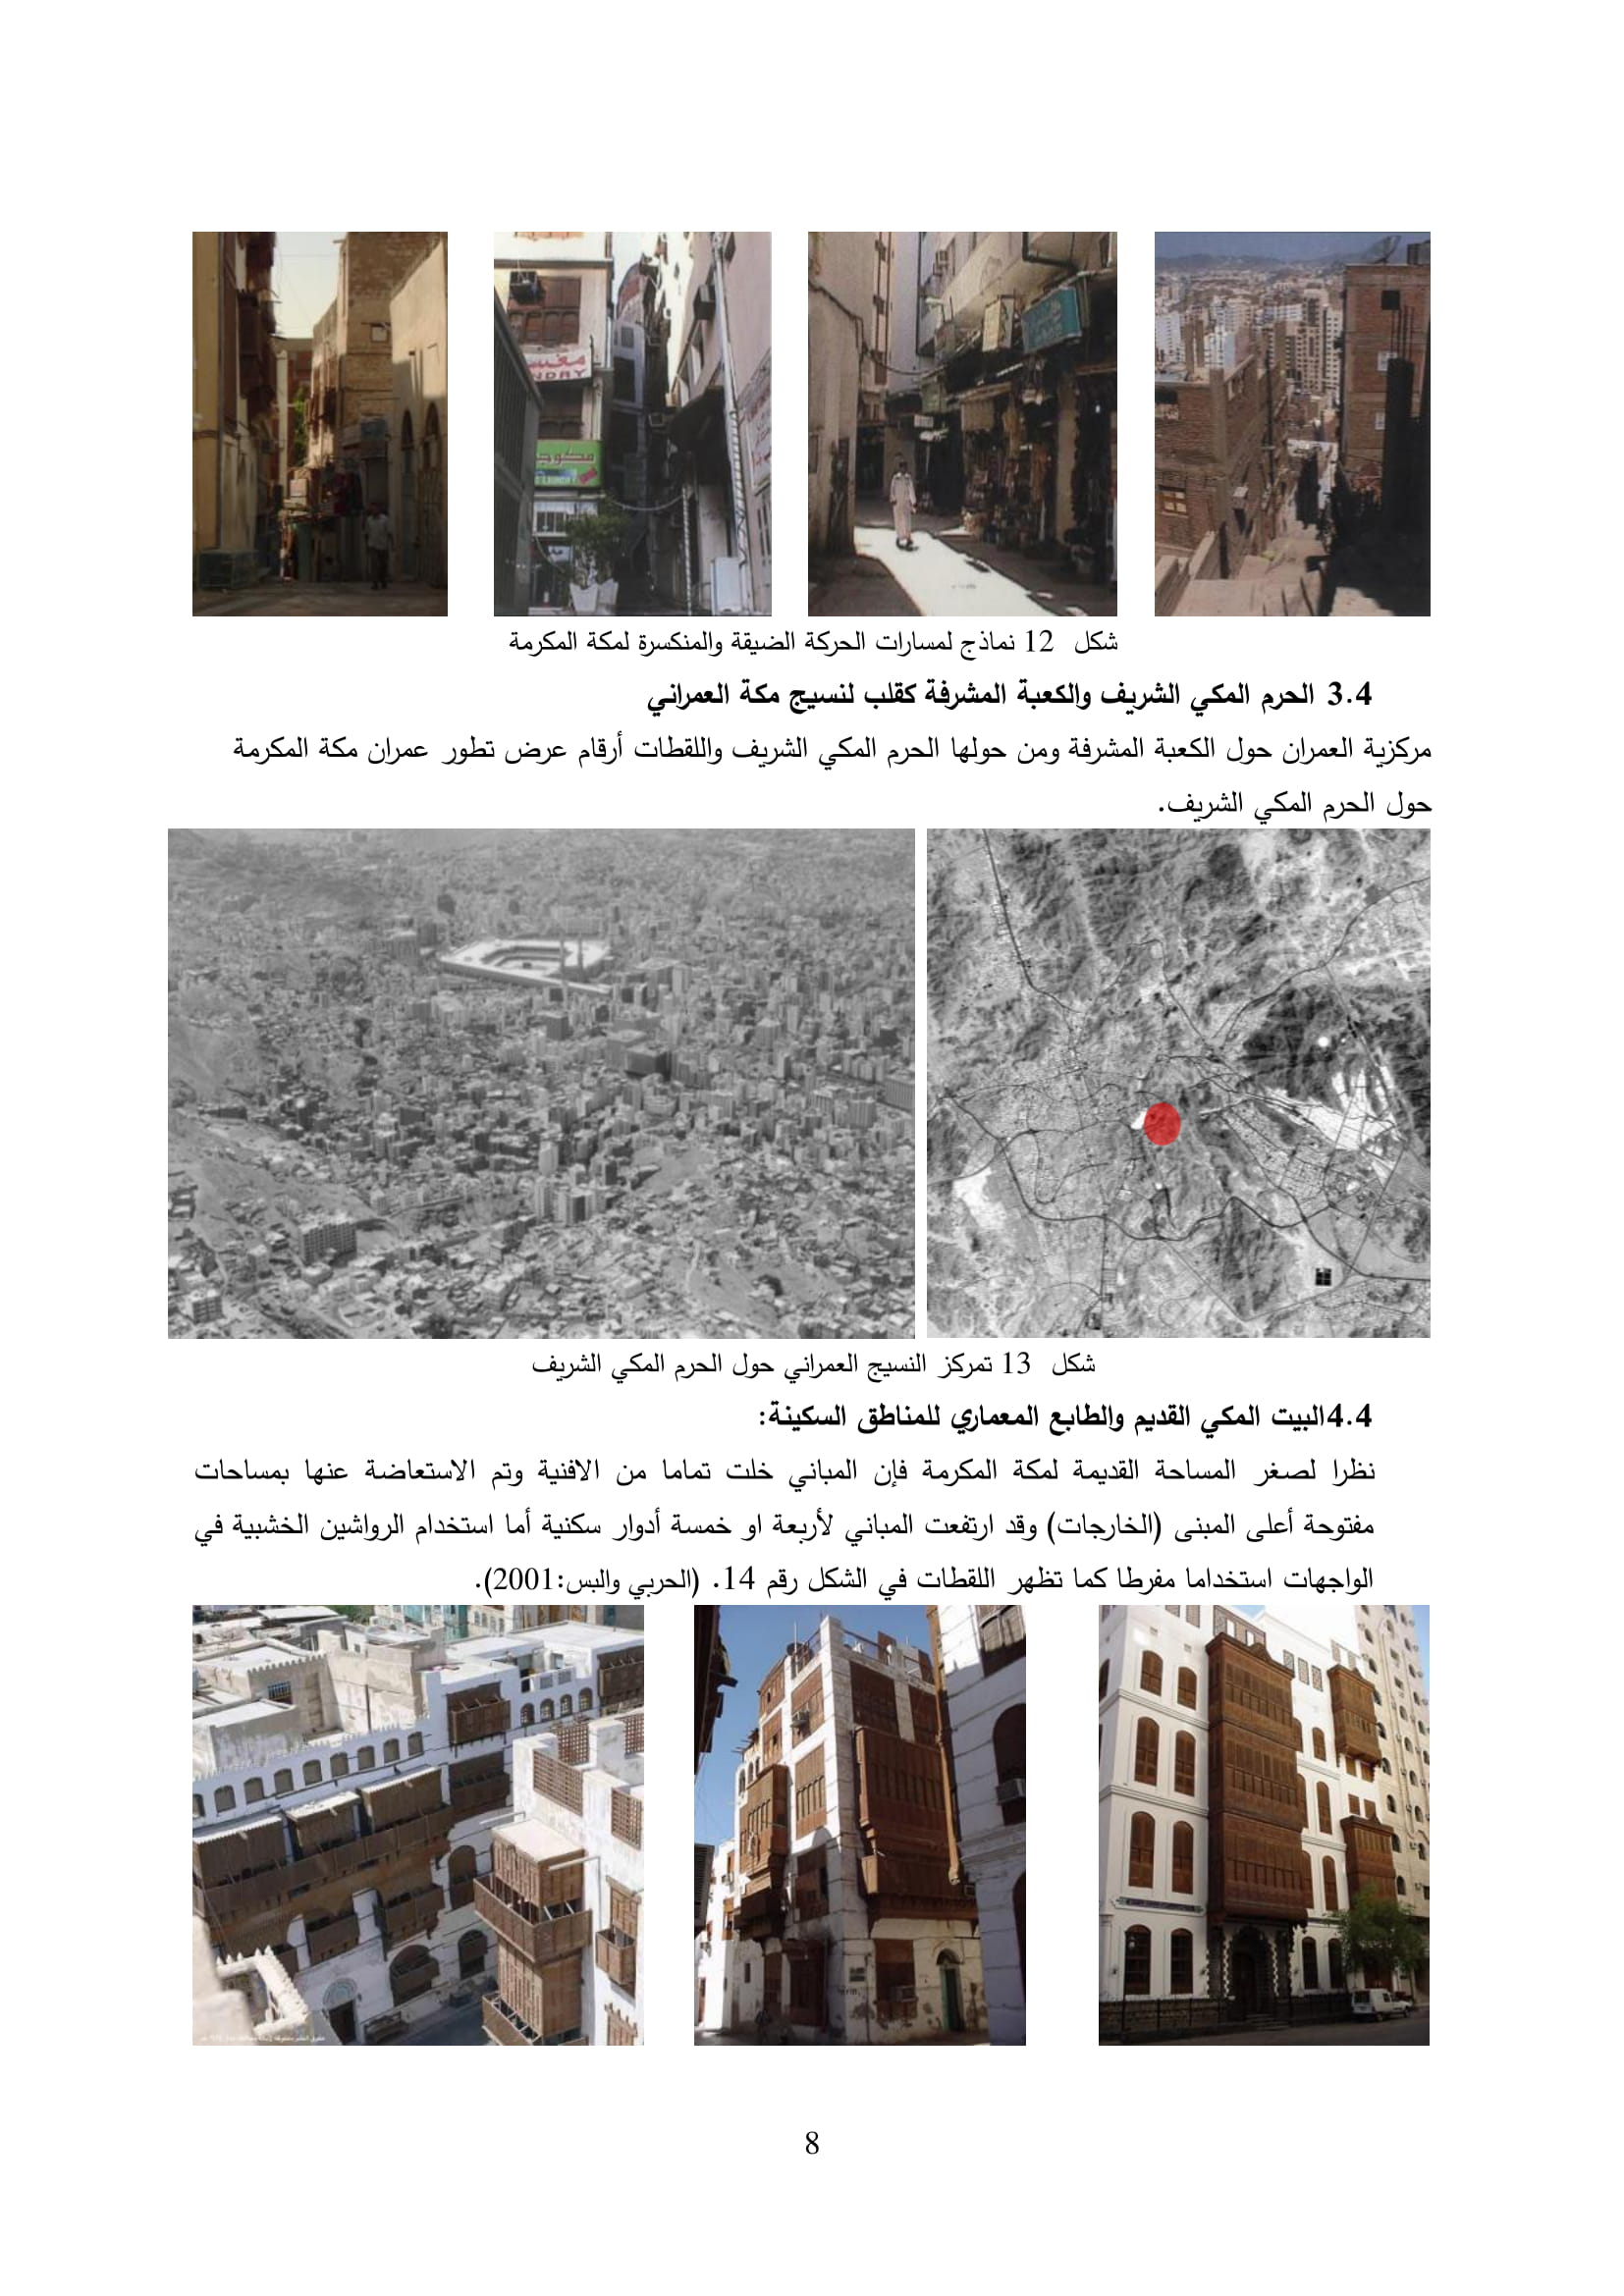 مغس
NDRY
مكوجي
شكل 12 نماذج لمسارات الحركة الضيقة والمنكسرة لمكة المكرمة
3.4 الحرم المكي الشريف والكعبة المشرفة كقلب لنسيج مكة العمراني
مركزية العمران حول الكعبة المشرفة ومن حولها الحرم المكي الشريف واللقطات أرقام عرض تطور عمران مكة المكرمة
حول الحرم المكي الشريف.
شكل 13 تمركز النسيج العمراني حول الحرم المكي الشريف
4.4البيت المكي القديم والطابع المعماري للمناطق السكينة:
نظرا لصغر المساحة القديمة لمكة المكرمة فإن المباني خلت تماما من الافنية وتم الاستعاضة عنها بمساحات
مفتوحة أعلى المبنى (الخارجات) وقد ارتفعت المباني لأربعة او خمسة أدوار سكنية أما استخدام الرواشين الخشبية في
الواجهات استخداما مفرطا كما تظهر اللقطات في الشكل رقم 14. (الحربي والبس:2001).
8